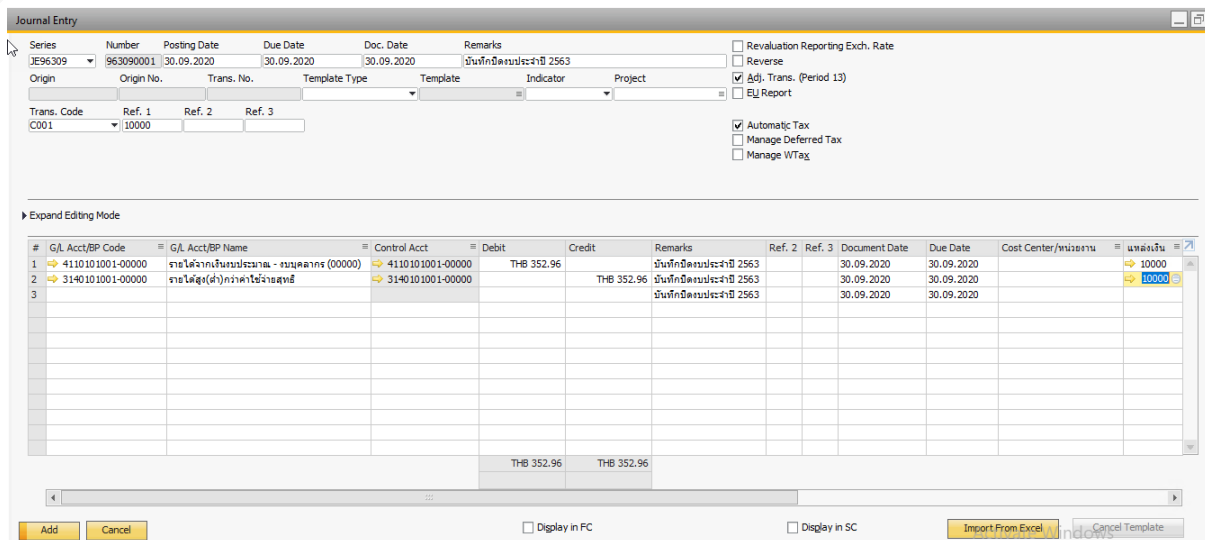 Journal Entry
Series Number Posting Date Due Date Doc. Date Remarks
JE96309 963090001 30.09.2020 30.09.2020 30.09.2020 บันทึกปิดงบประจำปี 2563
Origin Origin No. Trans. No. Template Type Template Indicator Project
Trans. Code Ref. 1 Ref. 2 Ref. 3
C001 10000
Revaluation Reporting Exch. Rate
Reverse
Adj. Trans. (Period 13)
EU Report
Automatic Tax
Manage Deferred Tax
Manage WTax
Expand Editing Mode
# G/L Acct/BP Code G/L Acct/BP Name Control Acct Debit Credit Remarks Ref. 2 Ref. 3 Document Date Due Date Cost Center/หน่วยงาน แหล่งเงิน
1 4110101001-00000 รายได้จากเงินงบประมาณ - งบบุคลากร (00000) 4110101001-00000 THB 352.96 บันทึกปิดงบประจำปี 2563 30.09.2020 30.09.2020 10000
2 3140101001-00000 รายได้สูง(ต่ำ)กว่าค่าใช้จ่ายสุทธิ 3140101001-00000 THB 352.96 บันทึกปิดงบประจำปี 2563 30.09.2020 30.09.2020 10000
3 บันทึกปิดงบประจำปี 2563 30.09.2020 30.09.2020
THB 352.96 THB 352.96
Add Cancel Display in FC Display in SC Import From Excel Cancel Template
Activate Windows